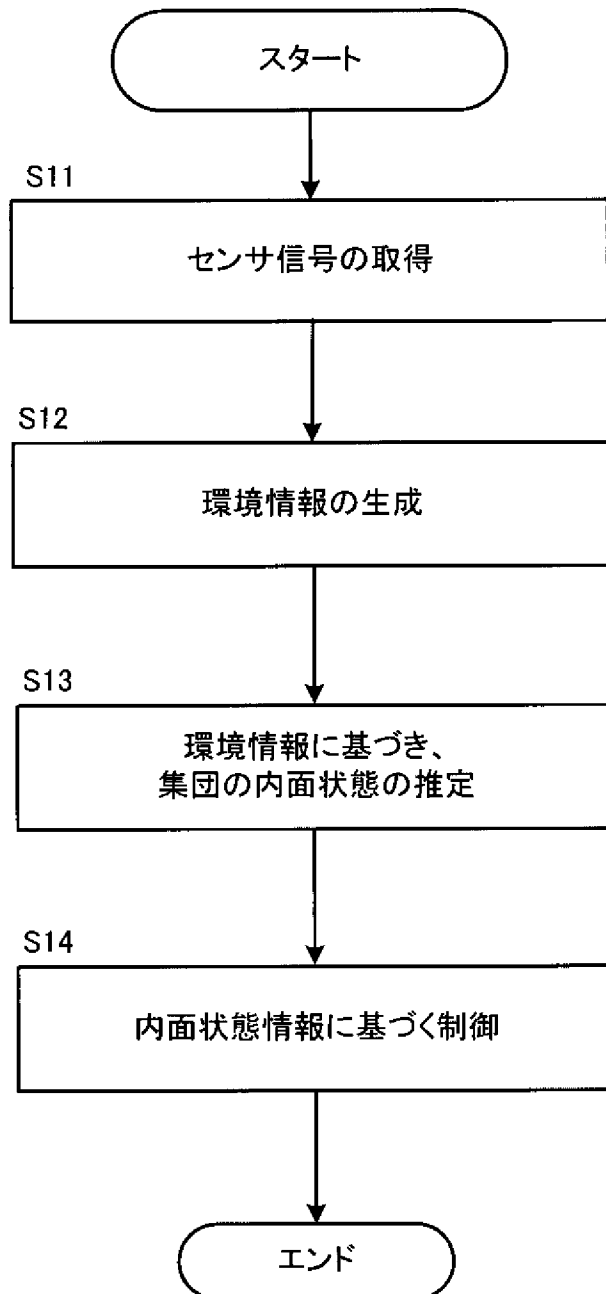 スタート
S11
センサ信号の取得
S12
環境情報の生成
S13
環境情報に基づき、
集団の内面状態の推定
S14
内面状態情報に基づく制御
エンド